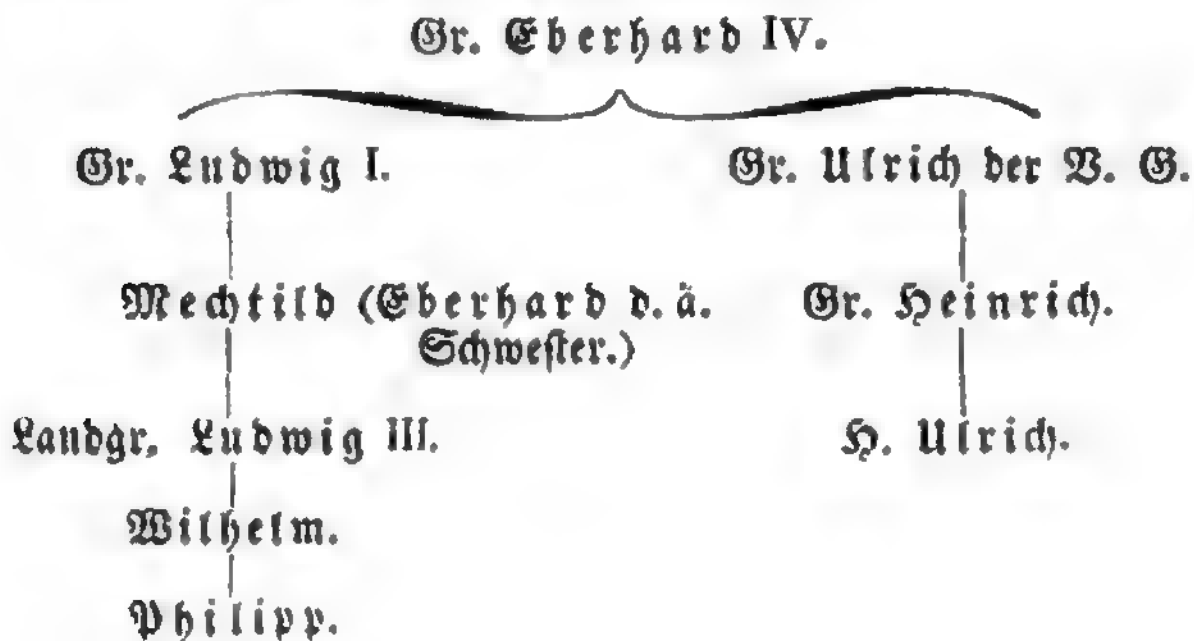 Gr. Eberhard IV.
Gr. Ludwig I. Gr. Ulrich der V. G.
Mechtild (Eberhard d. ä. Gr. Heinrich.
Schwester.)
Landgr. Ludwig III. H. Ulrich.
Wilhelm.
Philipp.